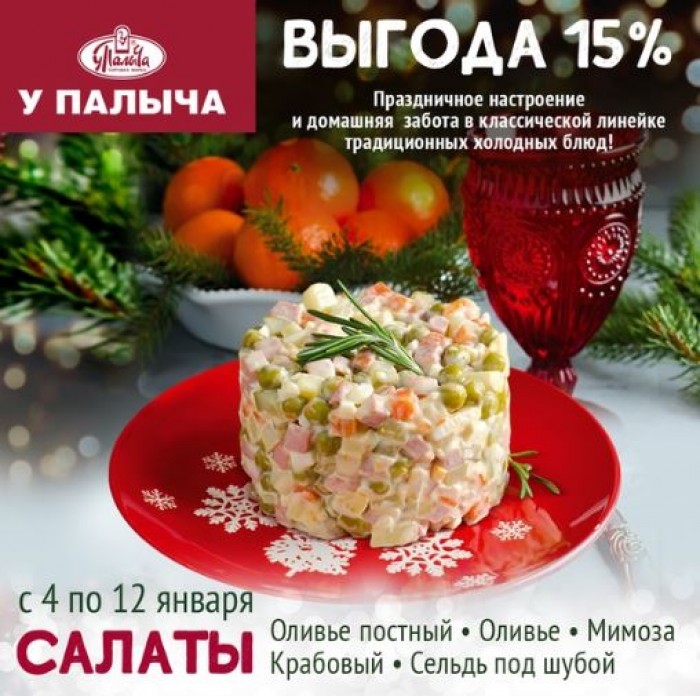 У ПАЛЫЧА
У ПАЛЫЧА
ВЫГОДА 15%
Праздничное настроение
и домашняя забота в классической линейке
традиционных холодных блюд!
с 4 по 12 января
САЛАТЫ
Оливье постный • Оливье • Мимоза
Крабовый • Сельдь под шубой